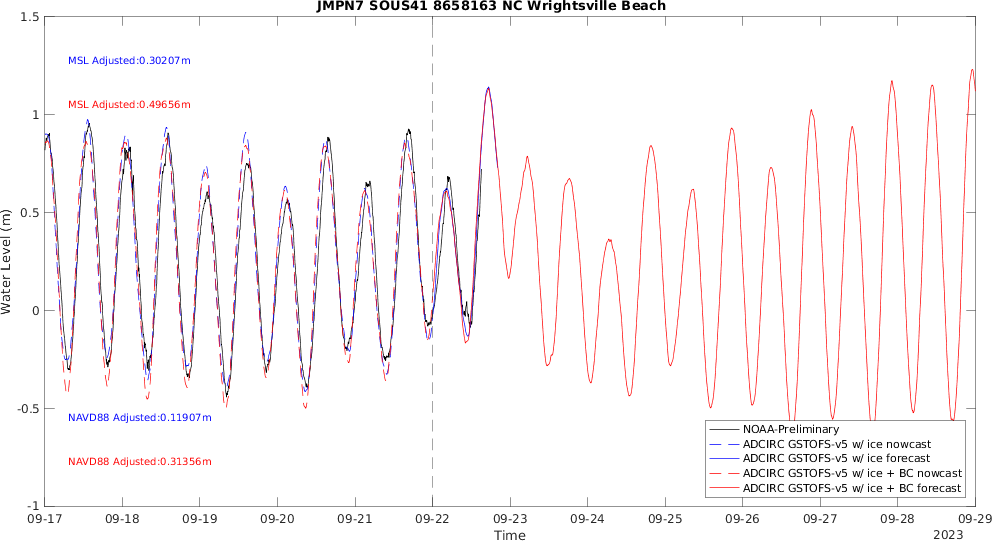 JMPN7 SOUS41 8658163 NC Wrightsville Beach
1.5
MSL Adjusted:0.30207m
MSL Adjusted:0.49656m
1
0.5
Water Level (m)
0
-0.5
NAVD88 Adjusted:0.11907m
NAVD88 Adjusted:0.31356m
NOAA-Preliminary
ADCIRC GSTOFS-v5 w/ ice nowcast
ADCIRC GSTOFS-v5 w/ ice forecast
ADCIRC GSTOFS-v5 w/ ice + BC nowcast
ADCIRC GSTOFS-v5 w/ ice + BC forecast
-1
09-17 09-18 09-19 09-20 09-21 09-22 09-23 09-24 09-25 09-26 09-27 09-28 09-29
Time
2023